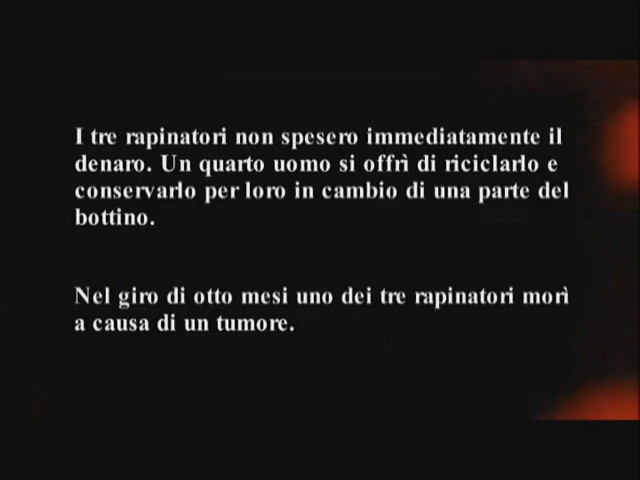 I tre rapinatori non spesero immediatamente il
denaro. Un quarto uomo si offrì di riciclarlo e
conservarlo per loro in cambio di una parte del
bottino.
Nel giro di otto mesi uno dei tre rapinatori morì
a causa di un tumore.